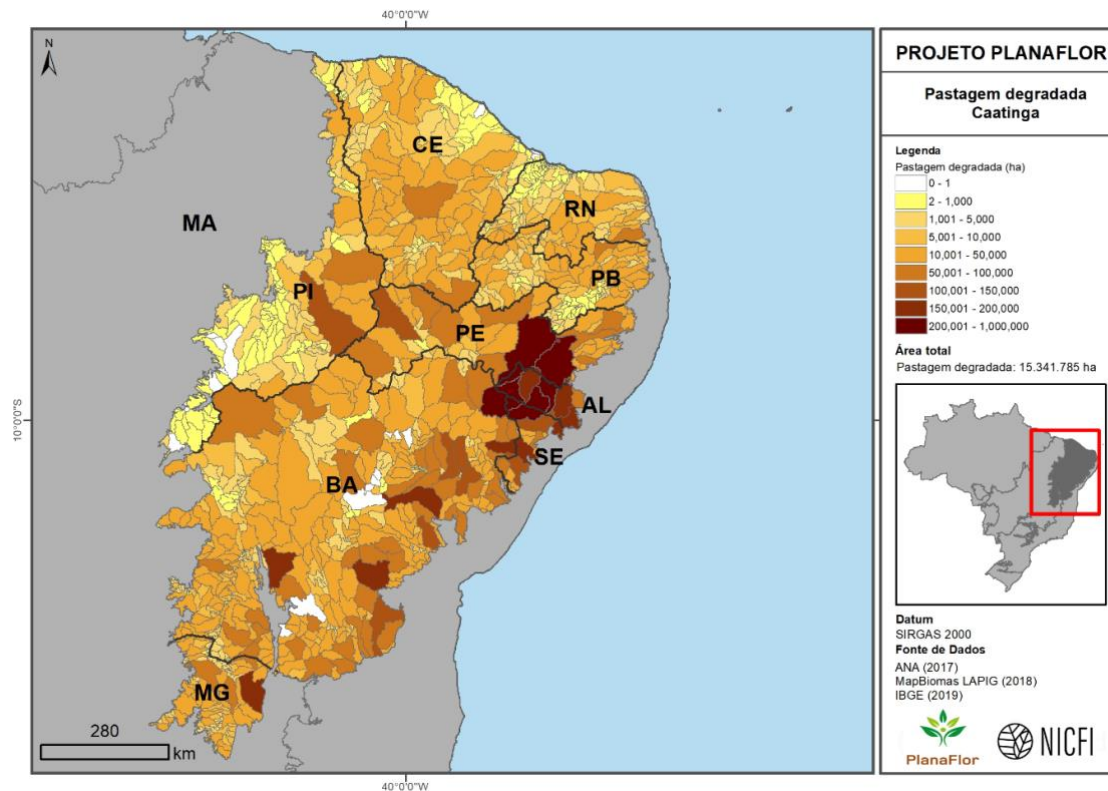 40°0'0"W
N
CE
MA
RN
PB
PI
PE
AL
SE
BA
MG
10°0'0"S
280
km
40°0'0"W
PROJETO PLANAFLOR
Pastagem degradada
Caatinga
Legenda
Pastagem degradada (ha)
0 - 1
2 - 1,000
1,001 - 5,000
5,001 - 10,000
10,001 - 50,000
50,001 - 100,000
100,001 - 150,000
150,001 - 200,000
200,001 - 1,000,000
Área total
Pastagem degradada: 15.341.785 ha
Datum
SIRGAS 2000
Fonte de Dados
ANA (2017)
MapBiomas LAPIG (2018)
IBGE (2019)
PlanaFlor
NICFI